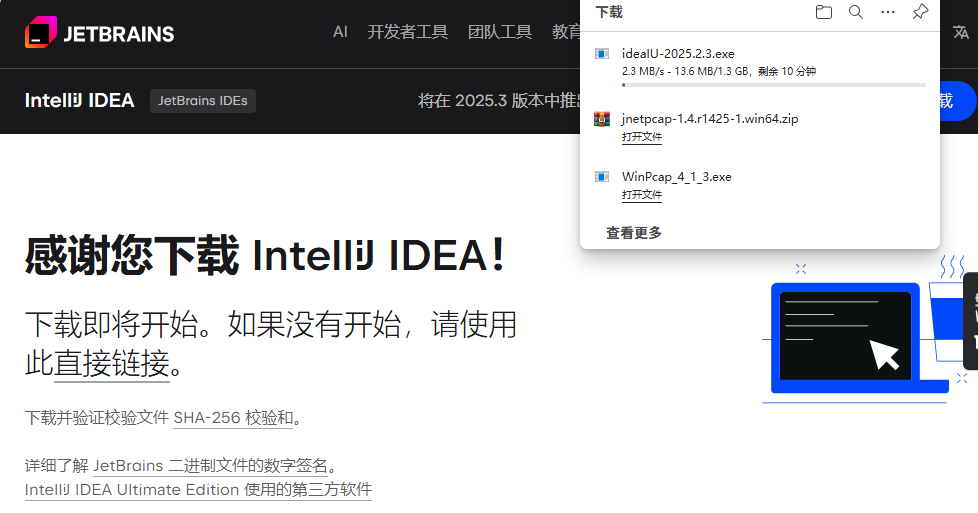 JETBRAINS
AI 开发者工具 团队工具 教育
IntelliJ IDEA JetBrains IDEs 将在 2025.3 版本中推出
载
下载
ideaIU-2025.2.3.exe
2.3 MB/s - 13.6 MB/1.3 GB，剩余 10 分钟
jnetpcap-1.4.r1425-1.win64.zip
打开文件
WinPcap_4_1_3.exe
打开文件
查看更多
感谢您下载 IntelliJ IDEA！
下载即将开始。如果没有开始，请使用
此直接链接。
下载并验证校验文件 SHA-256 校验和。
详细了解 JetBrains 二进制文件的数字签名。
IntelliJ IDEA Ultimate Edition 使用的第三方软件